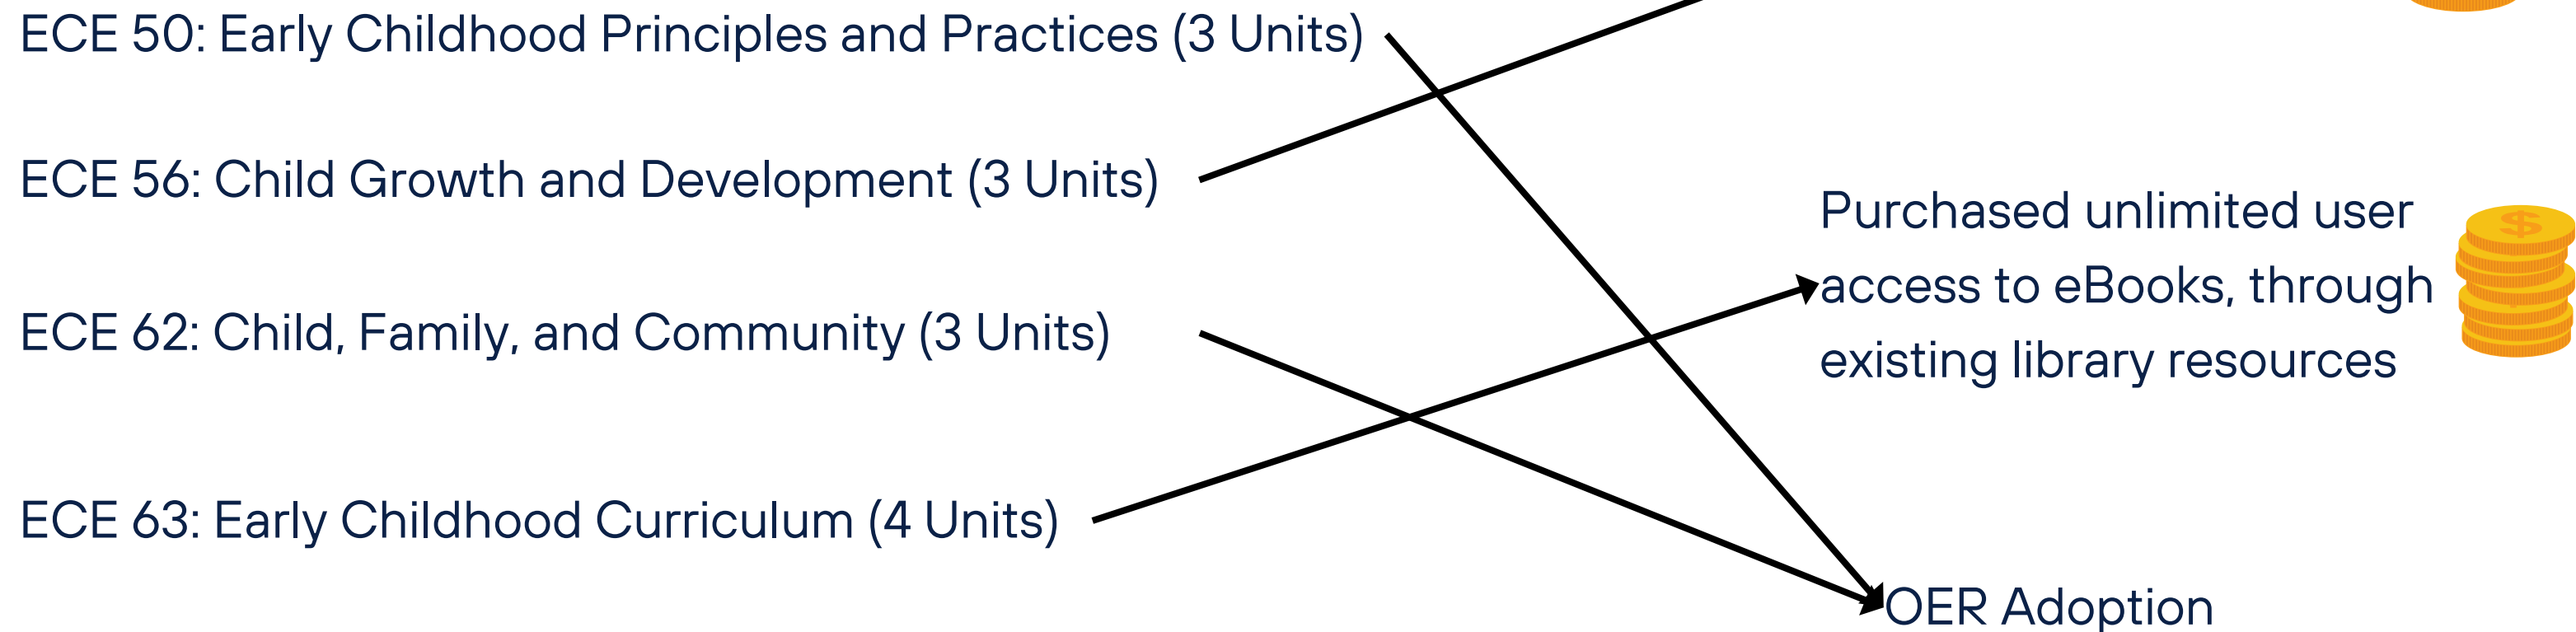 ECE 50: Early Childhood Principles and Practices (3 Units)
ECE 56: Child Growth and Development (3 Units)
ECE 62: Child, Family, and Community (3 Units)
ECE 63: Early Childhood Curriculum (4 Units)
Purchased unlimited user
access to eBooks, through
existing library resources
$
OER Adoption